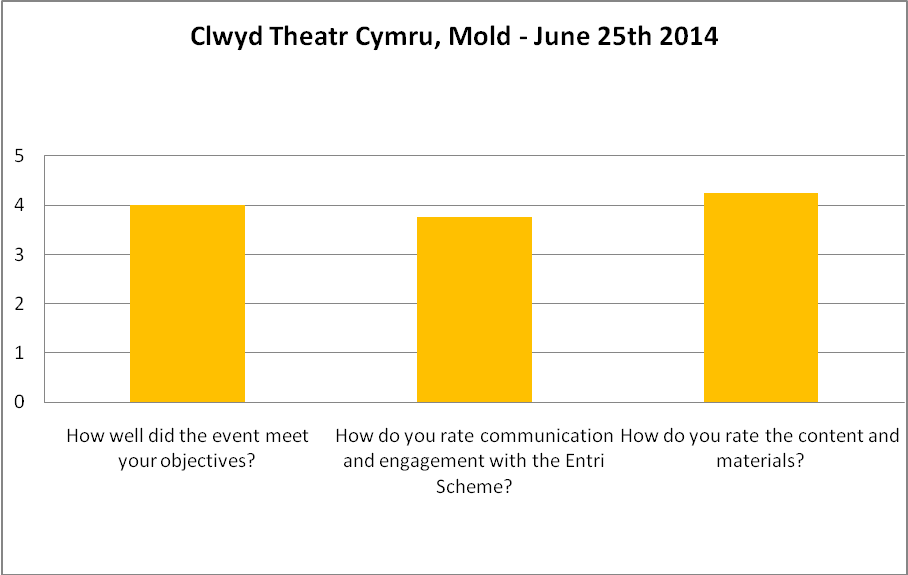 Clwyd Theatr Cymru, Mold - June 25th 2014
5
4
3
2
1
0
How well did the event meet
your objectives?
How do you rate communication
and engagement with the Entri
Scheme?
How do you rate the content and
materials?